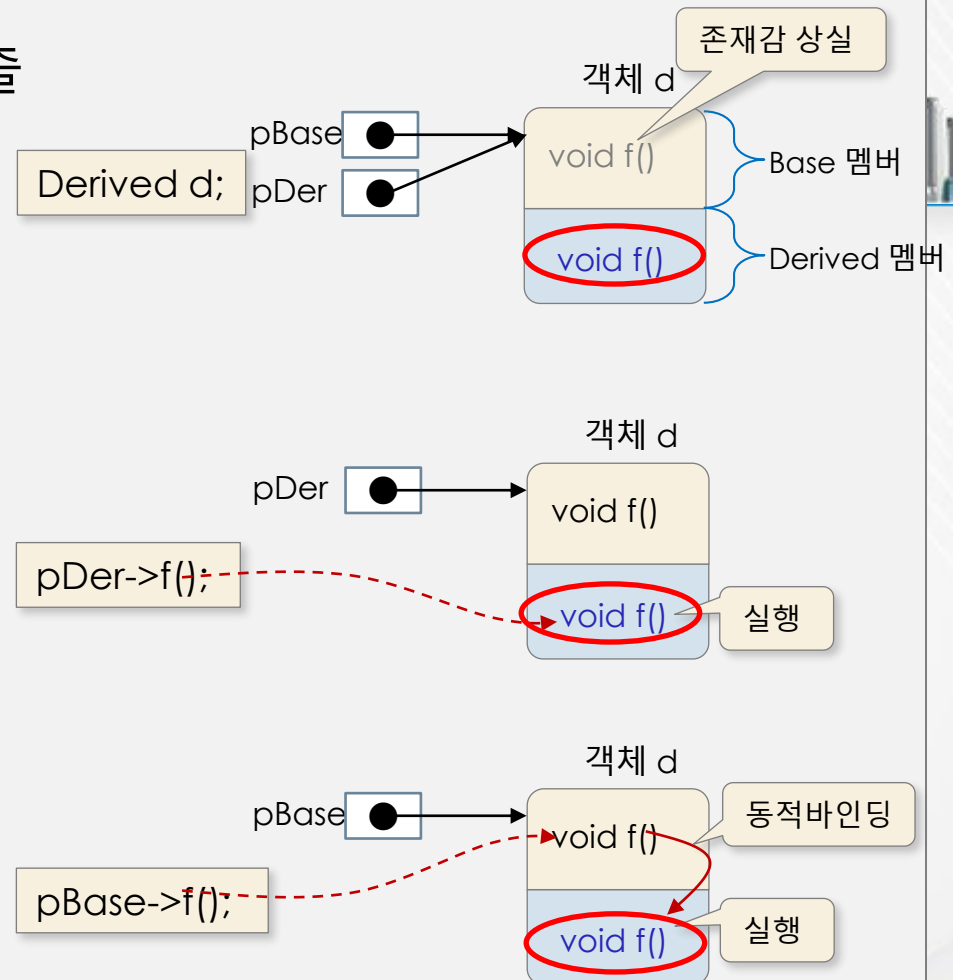 존재감 상실
객체 d
pBase
void f()
Base 멤버
Derived d;
pDer
void f()
Derived 멤버
객체 d
pDer
void f()
pDer->f();
void f()
실행
객체 d
pBase
void f()
동적바인딩
pBase->f();
void f()
실행